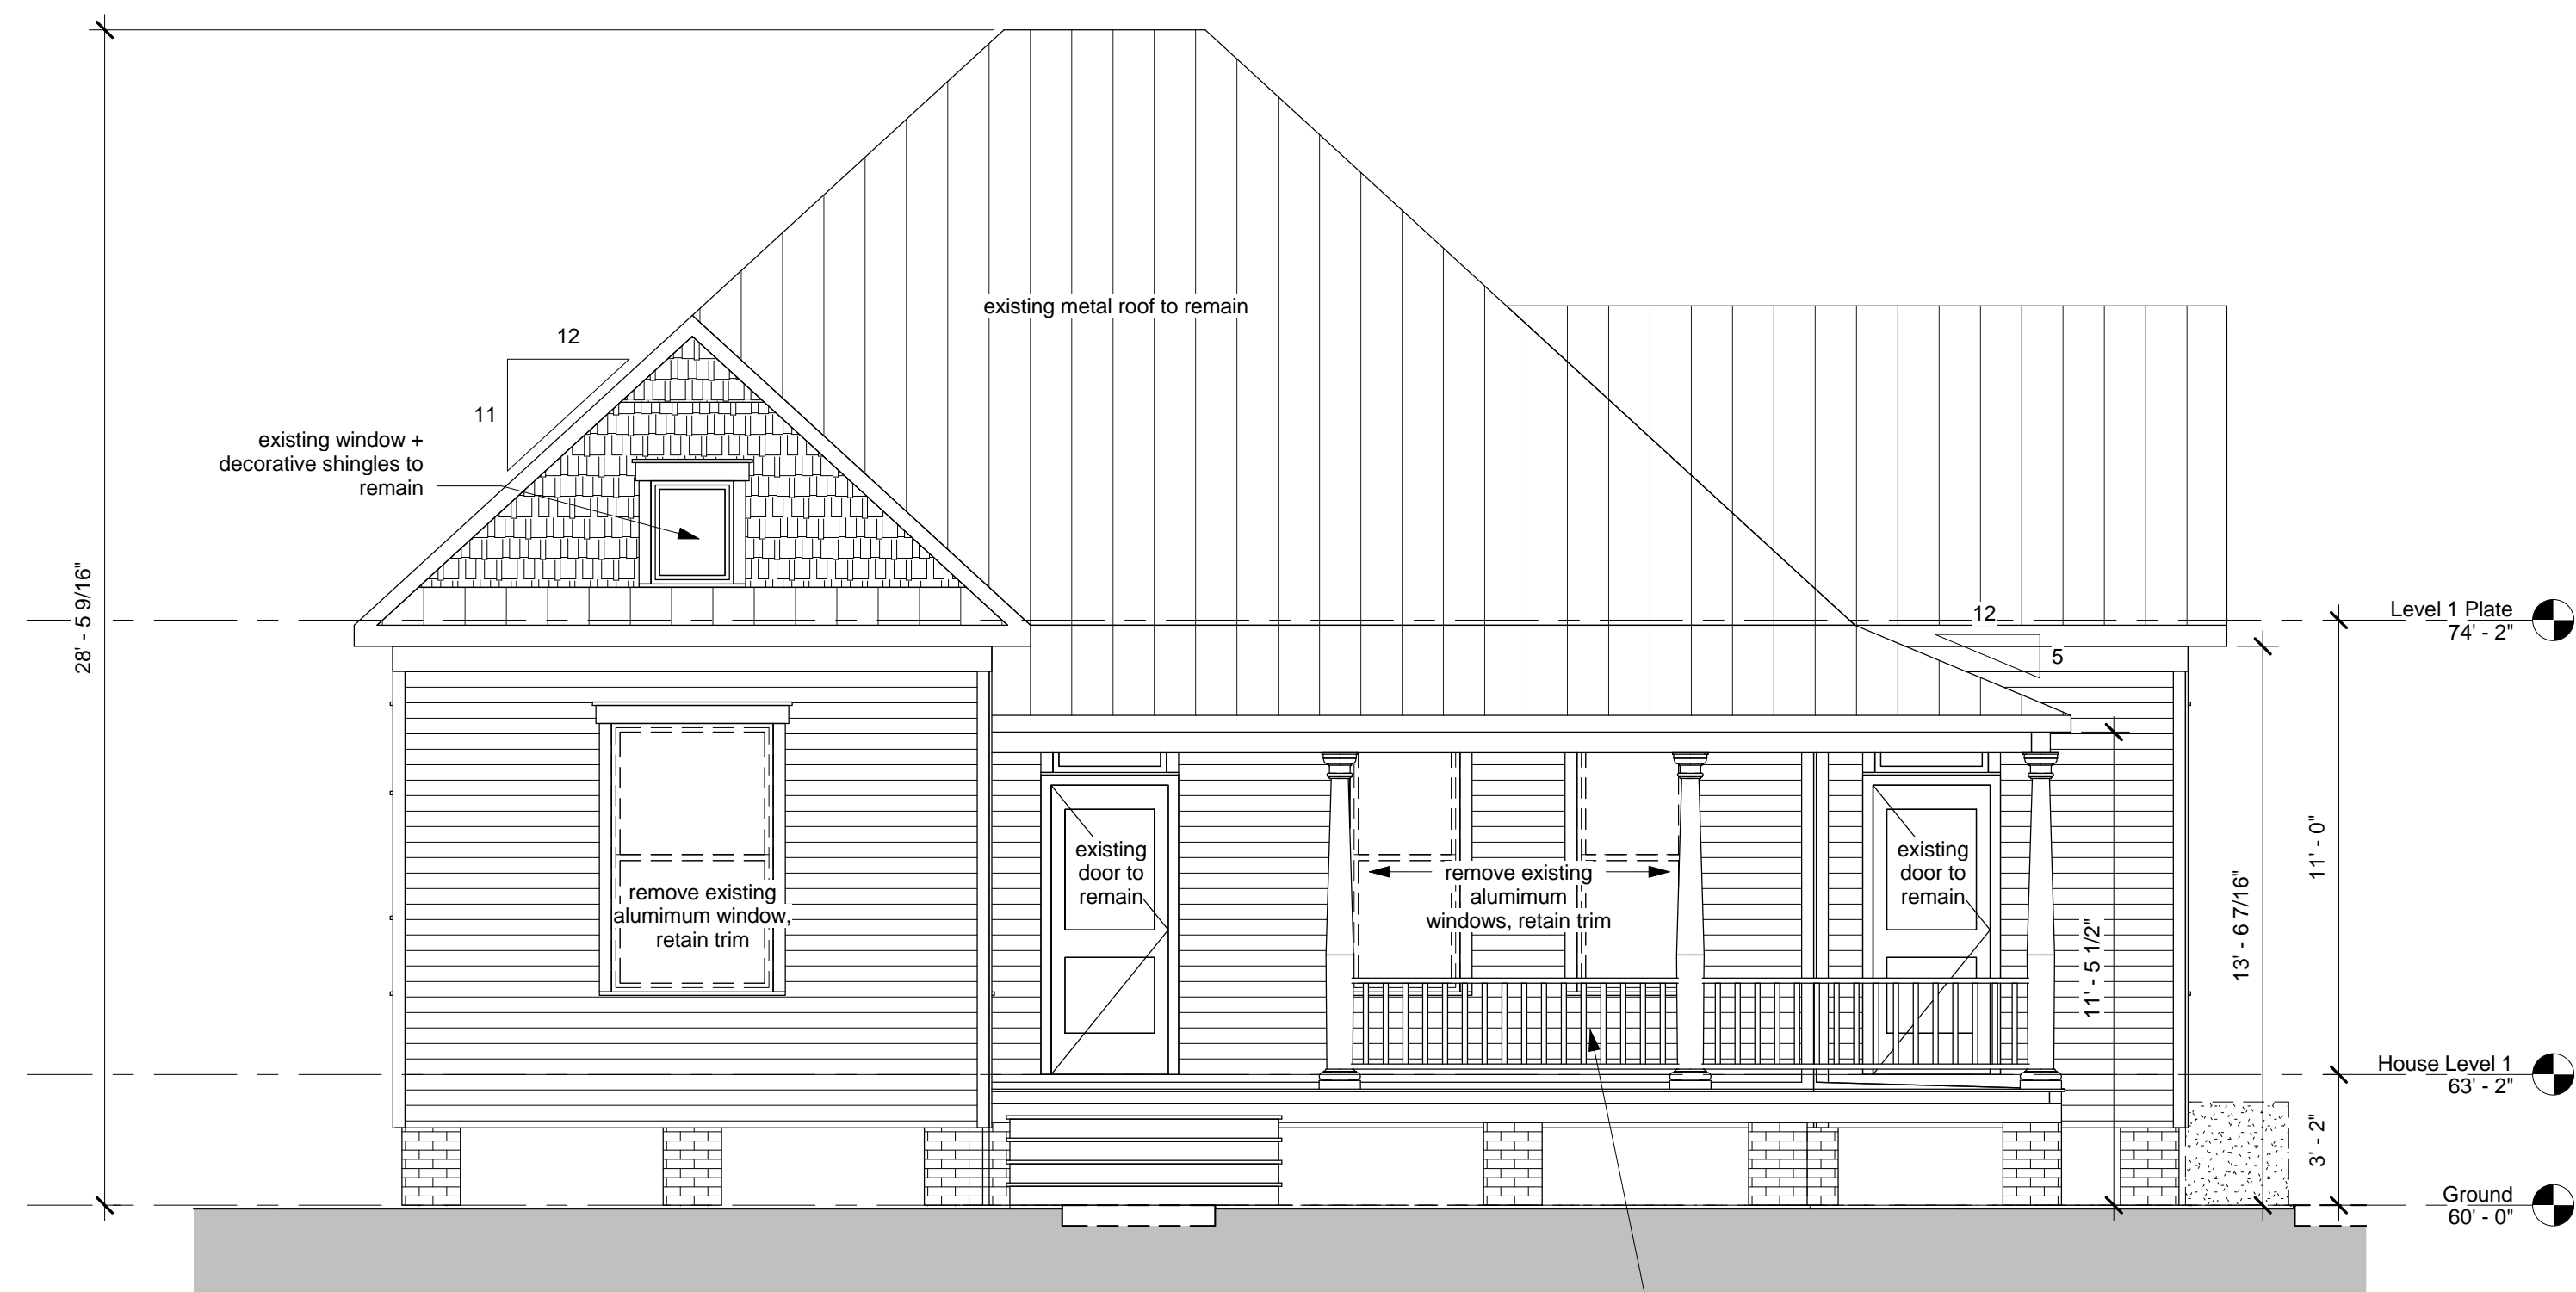 existing metal roof to remain
12
11
existing window +
decorative shingles to
remain
28' - 5 9/16"
12
5
Level 1 Plate
74' - 2"
remove existing
alumimum window,
retain trim
existing
door to
remain
remove existing
alumimum
windows, retain trim
existing
door to
remain
11' - 5 1/2"
13' - 6 7/16"
11' - 0"
House Level 1
63' - 2"
3' - 2"
Ground
60' - 0"